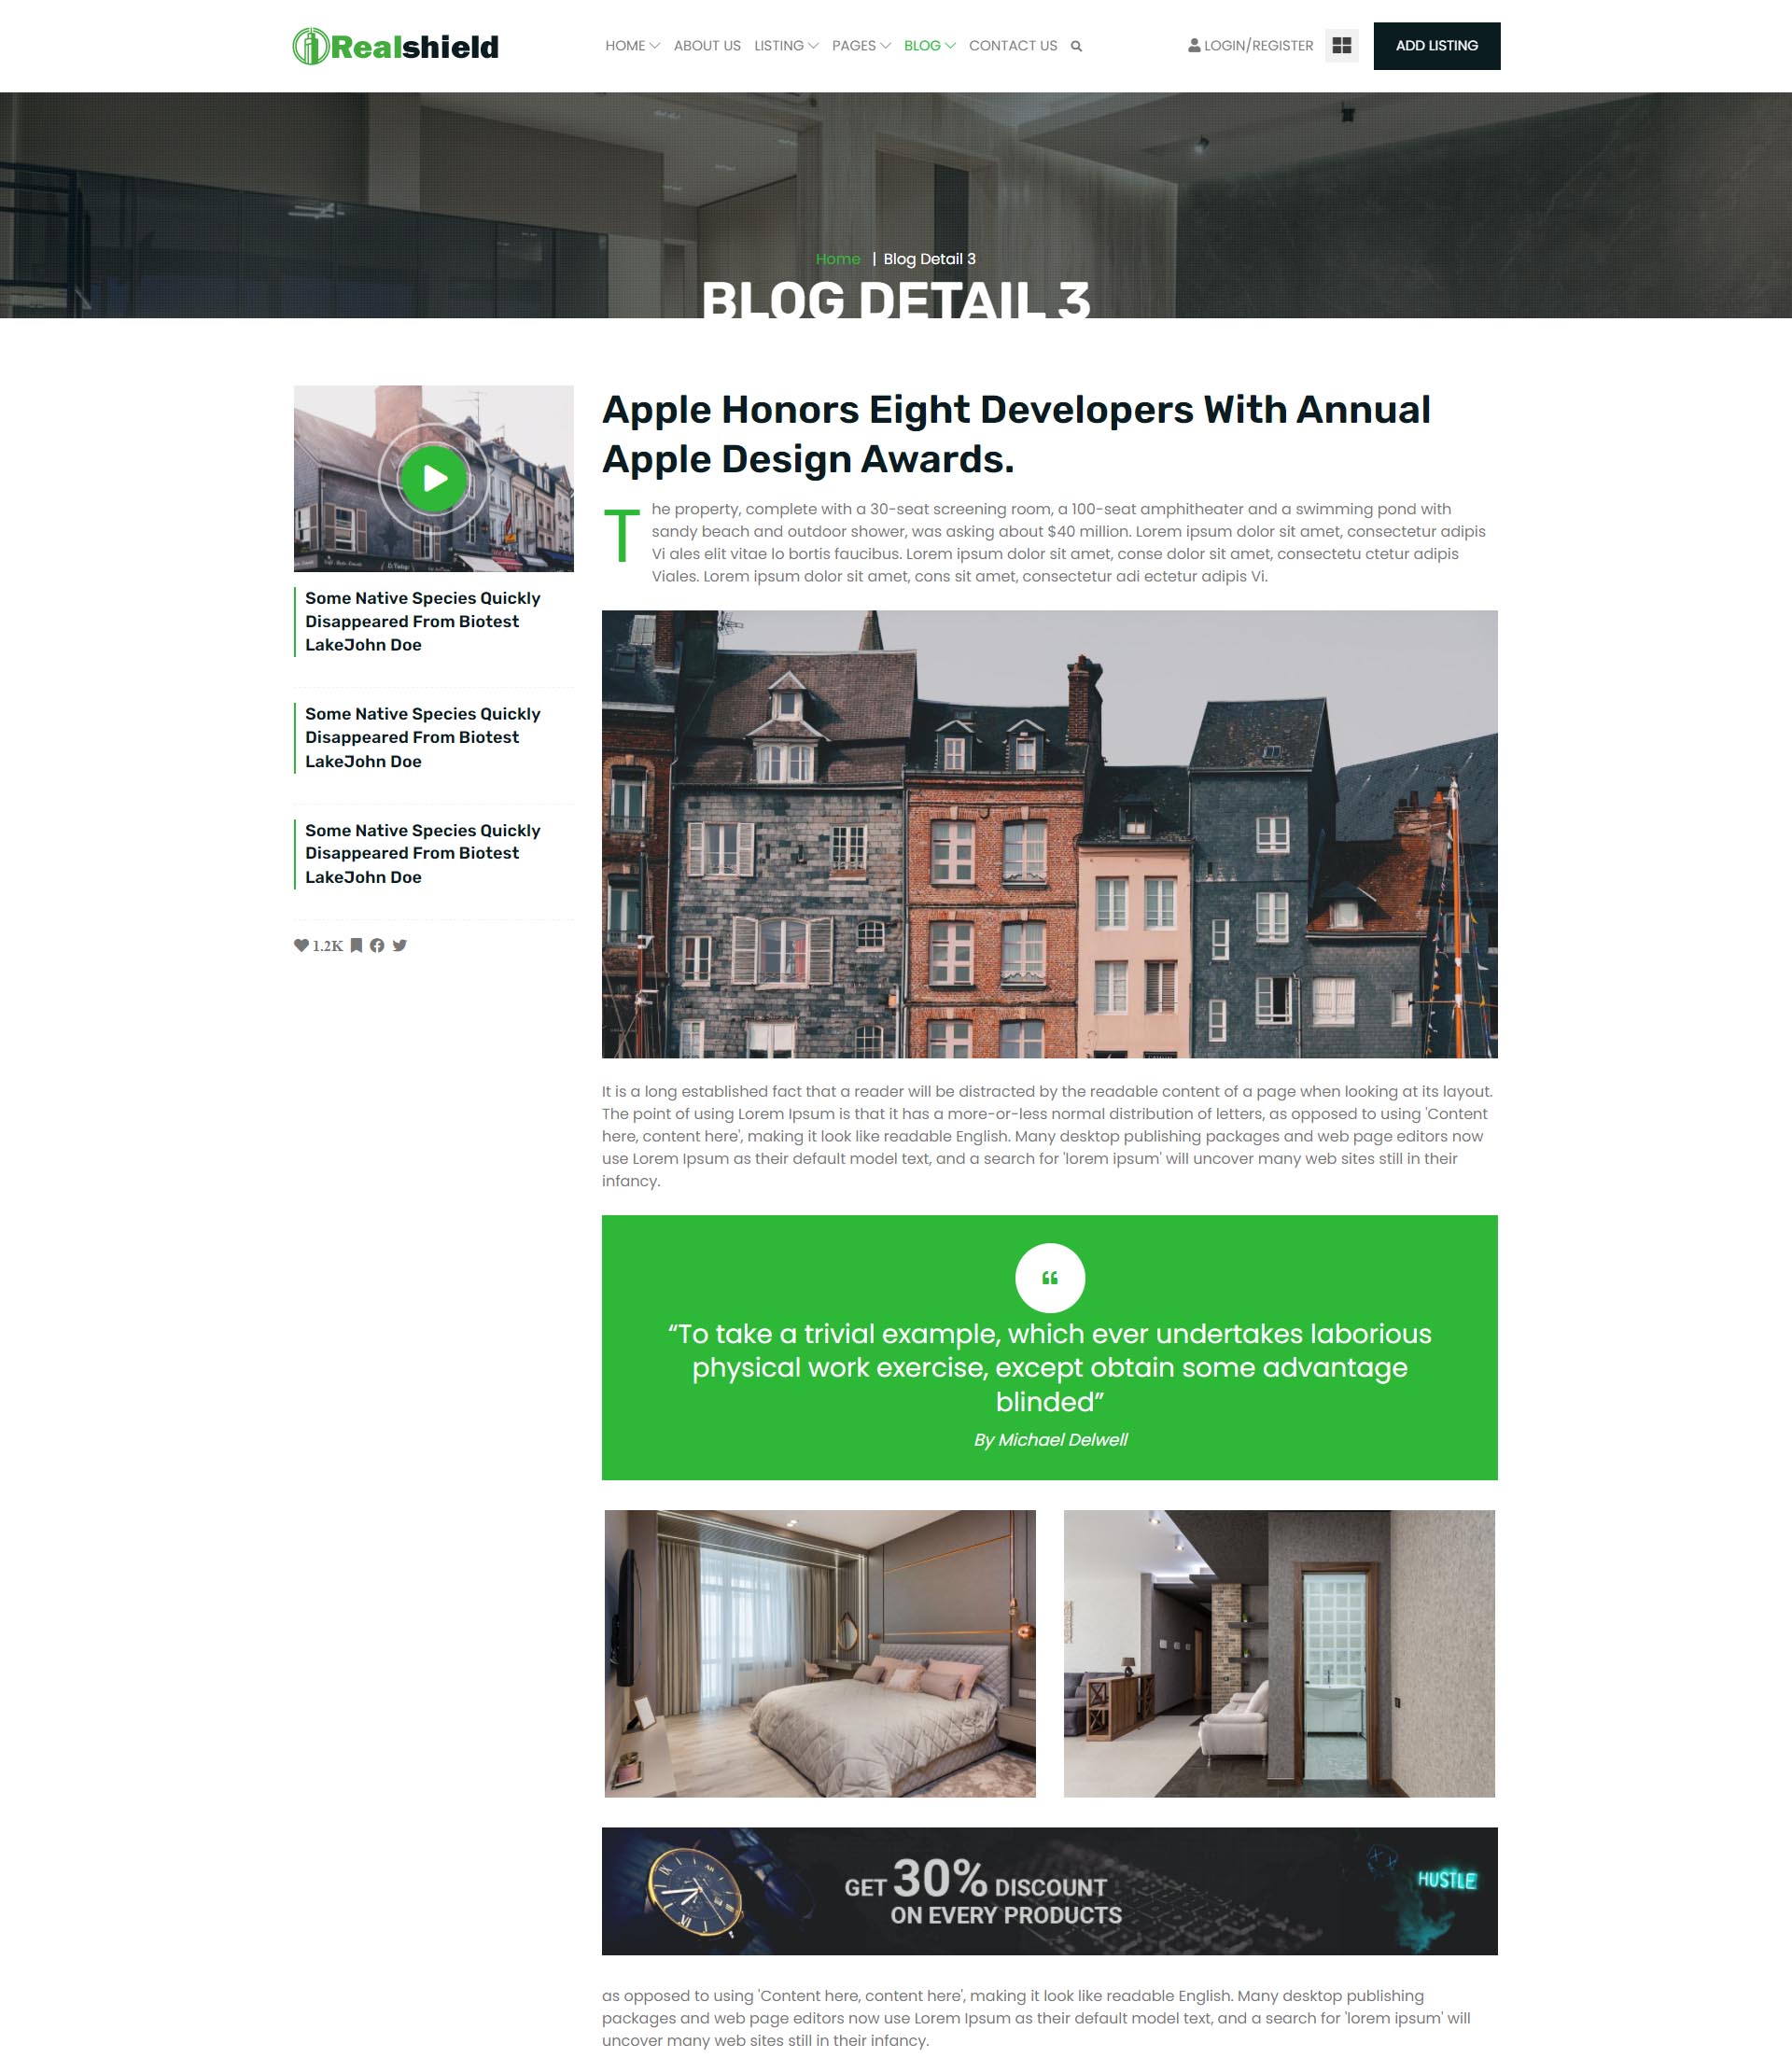 Realshield
HOME ABOUT US LISTING PAGES BLOG CONTACT US
LOGIN/REGISTER
ADD LISTING
Home | Blog Detail 3
BLOG DETAIL 3
Some Native Species Quickly
Disappeared From Biotest
LakeJohn Doe
Some Native Species Quickly
Disappeared From Biotest
LakeJohn Doe
Some Native Species Quickly
Disappeared From Biotest
LakeJohn Doe
1.2K
Apple Honors Eight Developers With Annual
Apple Design Awards.
The property, complete with a 30-seat screening room, a 100-seat amphitheater and a swimming pond with
sandy beach and outdoor shower, was asking about $40 million. Lorem ipsum dolor sit amet, consectetur adipis
Vi ales elit vitae lo bortis faucibus. Lorem ipsum dolor sit amet, conse dolor sit amet, consectetu ctetur adipis
Viales. Lorem ipsum dolor sit amet, cons sit amet, consectetur adi ectetur adipis Vi.
It is a long established fact that a reader will be distracted by the readable content of a page when looking at its layout.
The point of using Lorem Ipsum is that it has a more-or-less normal distribution of letters, as opposed to using 'Content
here, content here', making it look like readable English. Many desktop publishing packages and web page editors now
use Lorem Ipsum as their default model text, and a search for 'lorem ipsum' will uncover many web sites still in their
infancy.
“To take a trivial example, which ever undertakes laborious
physical work exercise, except obtain some advantage
blinded”
By Michael Delwell
GET 30% DISCOUNT
ON EVERY PRODUCTS
HUSTLE
as opposed to using 'Content here, content here', making it look like readable English. Many desktop publishing
packages and web page editors now use Lorem Ipsum as their default model text, and a search for 'lorem ipsum' will
uncover many web sites still in their infancy.